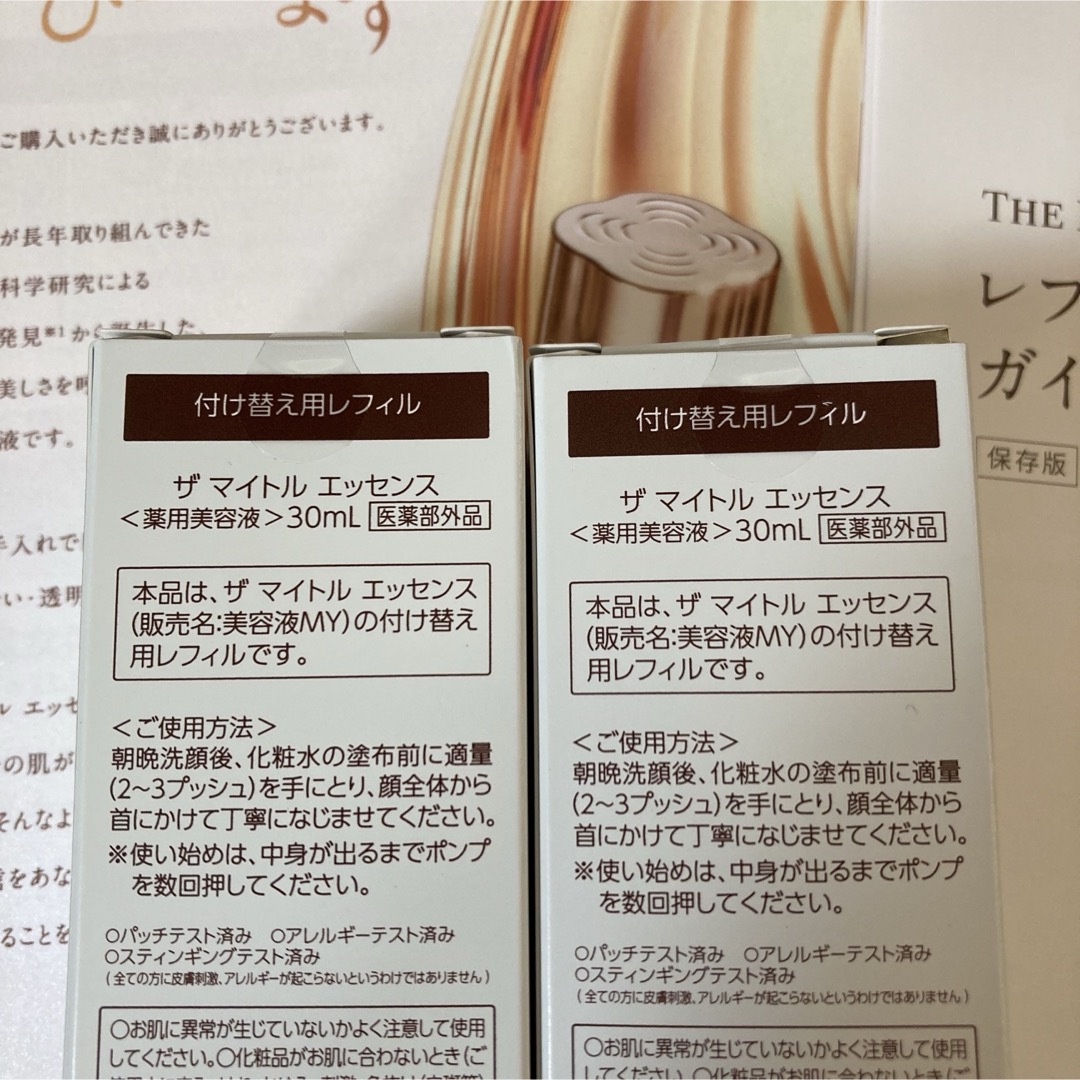 ご購入いただき誠にありがとうございます。
が長年取り組んできた
科学研究による
発見※1から誕生した
美しさを呼
液です。
手入れで
い・透明
ル エッセ
の肌が
そんなよ
をあな
ることを
THE
レフ
ガイ
保存版
付け替え用レフィル
ザ マイトル エッセンス
＜薬用美容液＞30mL 医薬部外品
本品は、ザ マイトル エッセンス
(販売名:美容液MY)の付け替え
用レフィルです。
＜ご使用方法＞
朝晩洗顔後、化粧水の塗布前に適量
(2〜3プッシュ)を手にとり、顔全体から
首にかけて丁寧になじませてください。
※使い始めは、中身が出るまでポンプ
を数回押してください。
○パッチテスト済み ○アレルギーテスト済み
○スティンギングテスト済み
(全ての方に皮膚刺激、アレルギーが起こらないというわけではありません)
○お肌に異常が生じていないかよく注意して使用
してください。○化粧品がお肌に合わないとき(ご
付け替え用レフィル
ザ マイトル エッセンス
＜薬用美容液＞30mL 医薬部外品
本品は、ザ マイトル エッセンス
(販売名:美容液MY)の付け替え
用レフィルです。
＜ご使用方法＞
朝晩洗顔後、化粧水の塗布前に適量
(2〜3プッシュ)を手にとり、顔全体から
首にかけて丁寧になじませてください。
※使い始めは、中身が出るまでポンプ
を数回押してください。
○パッチテスト済み ○アレルギーテスト済み
○スティンギングテスト済み
(全ての方に皮膚刺激、アレルギーが起こらないというわけではありません)
○お肌に異常が生じていないかよく注意して使用
してください。○化粧品がお肌に合わないとき(ご